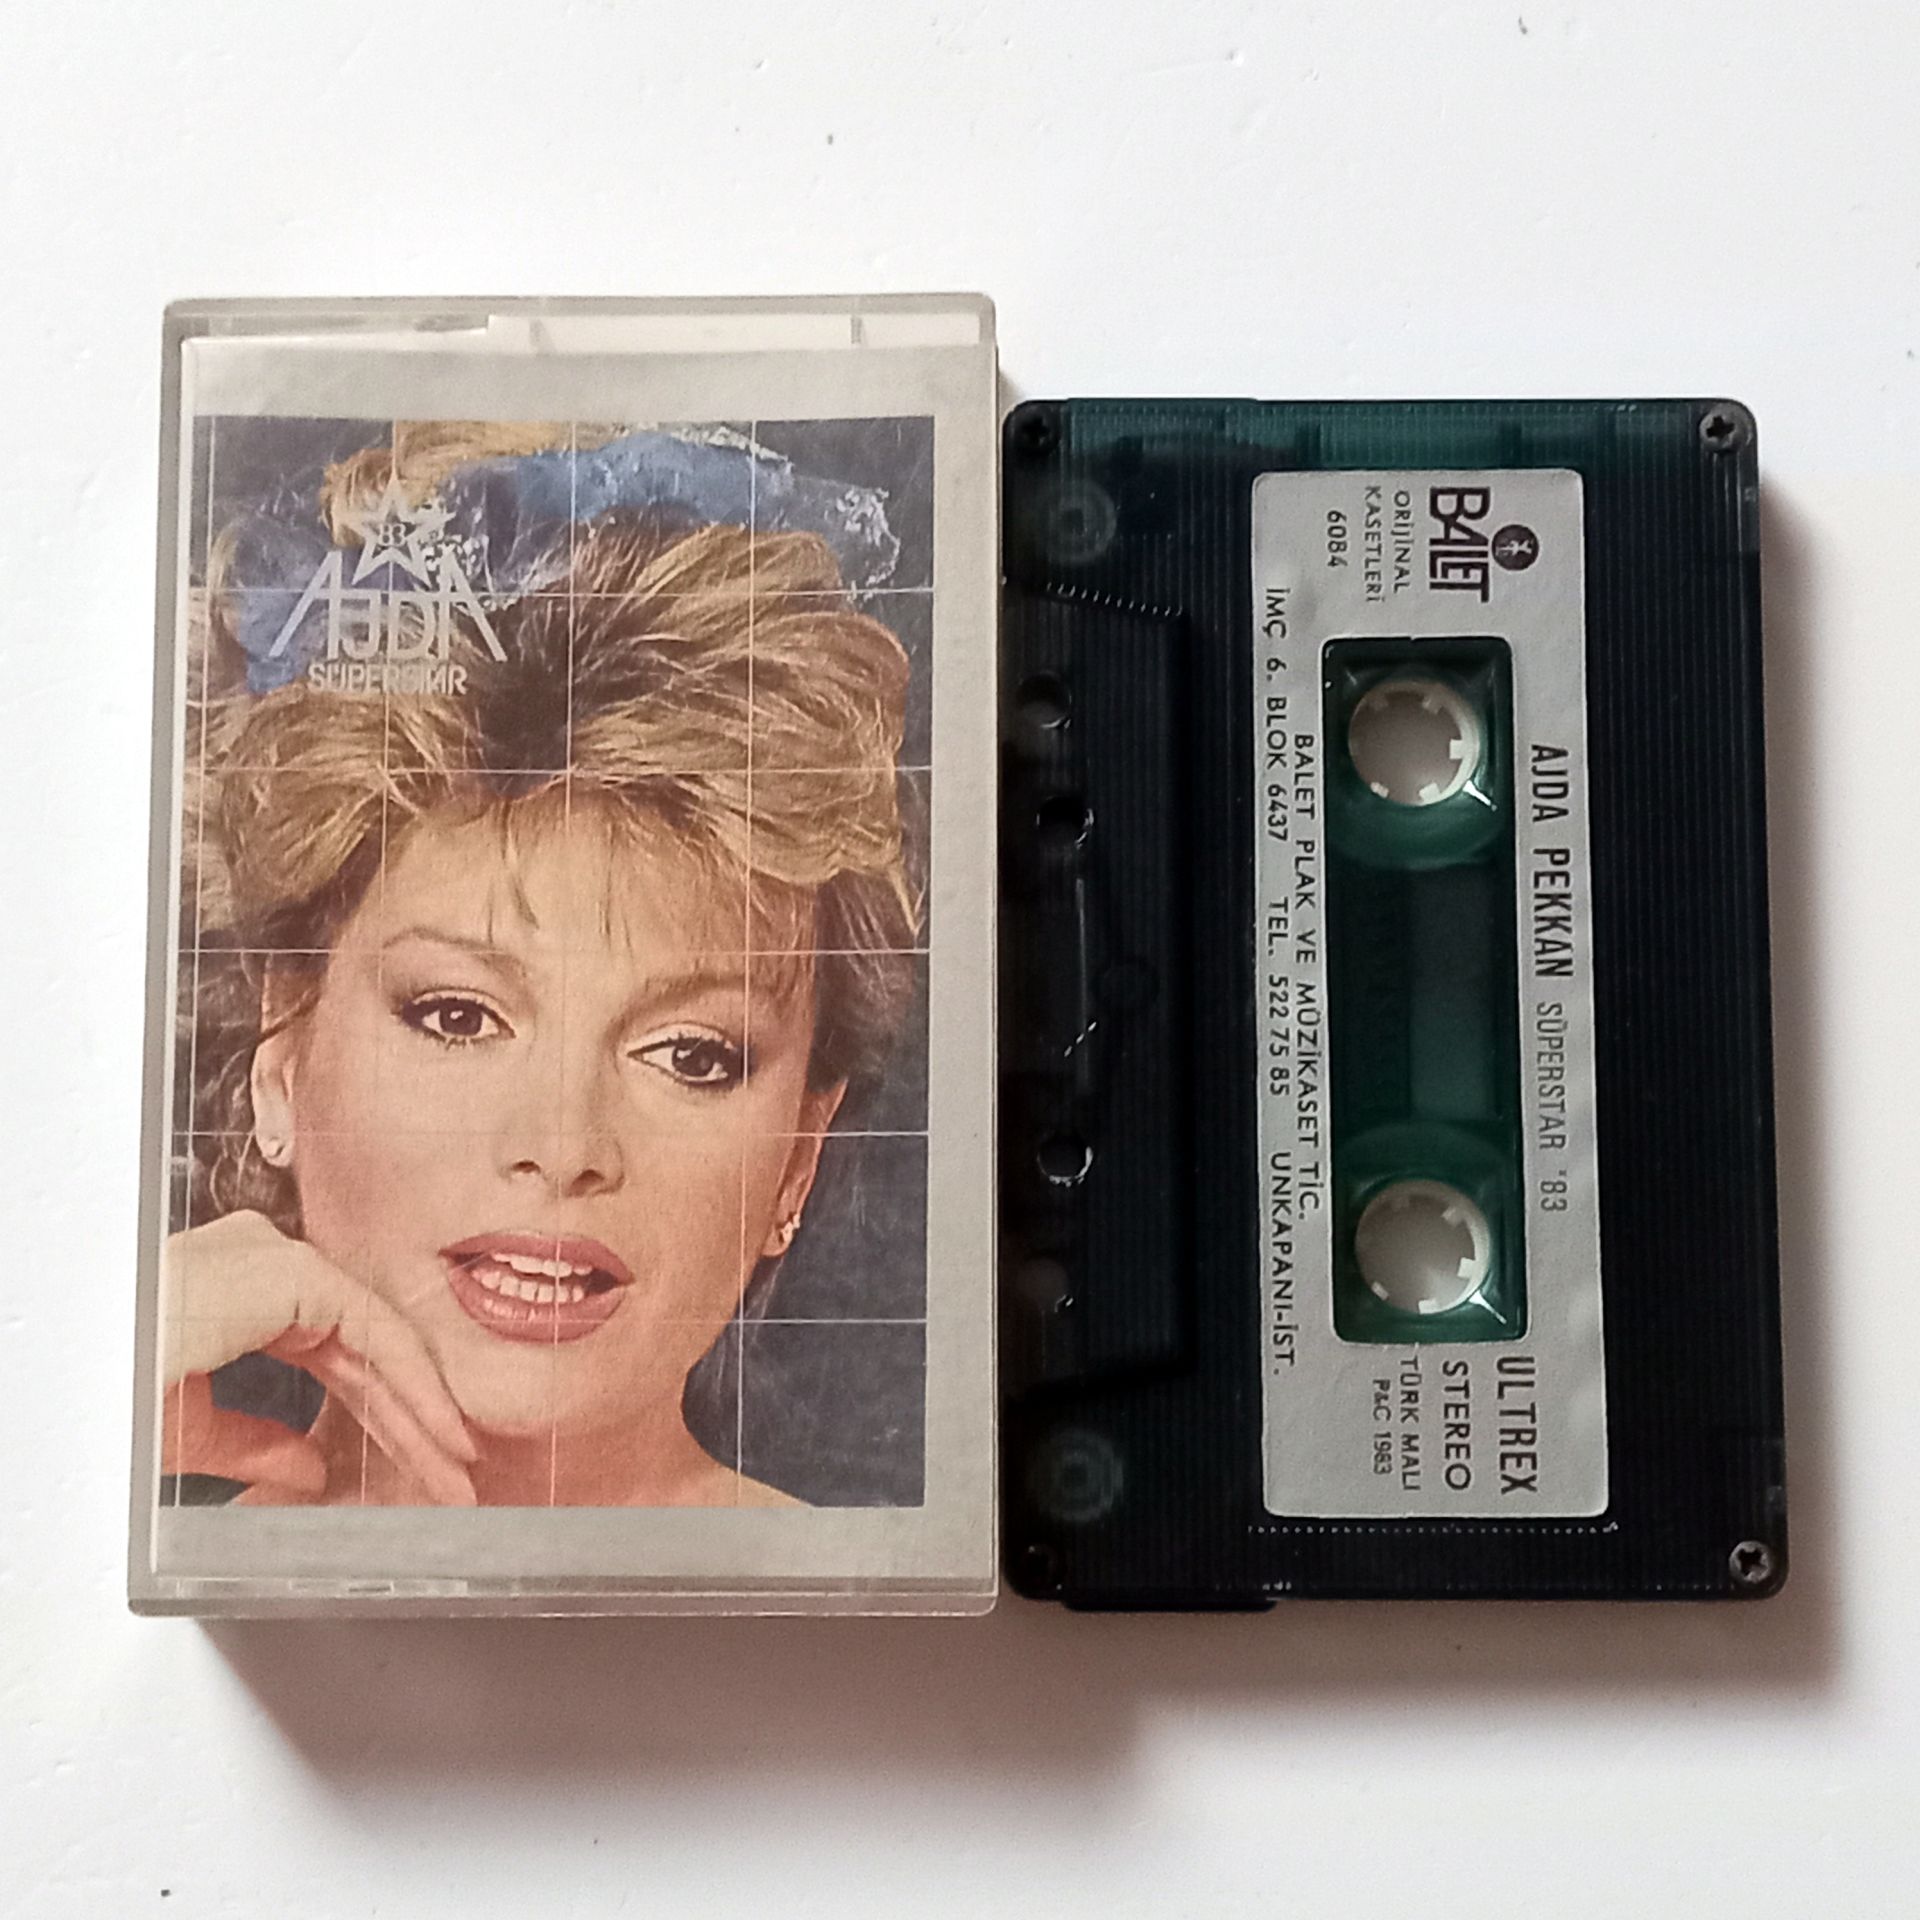 83
AJDA
SÜPERSTAR
BALET
ORİJİNAL
KASETLERİ
6084
AJDA PEKKAN SÜPERSTAR '83
BALET PLAK VE MÜZİKASET TİC.
İMÇ 6. BLOK 6437 TEL. 522 75 85 UNKAPANI-İST.
ULTREX
STEREO
TÜRK MALI
P&C 1983